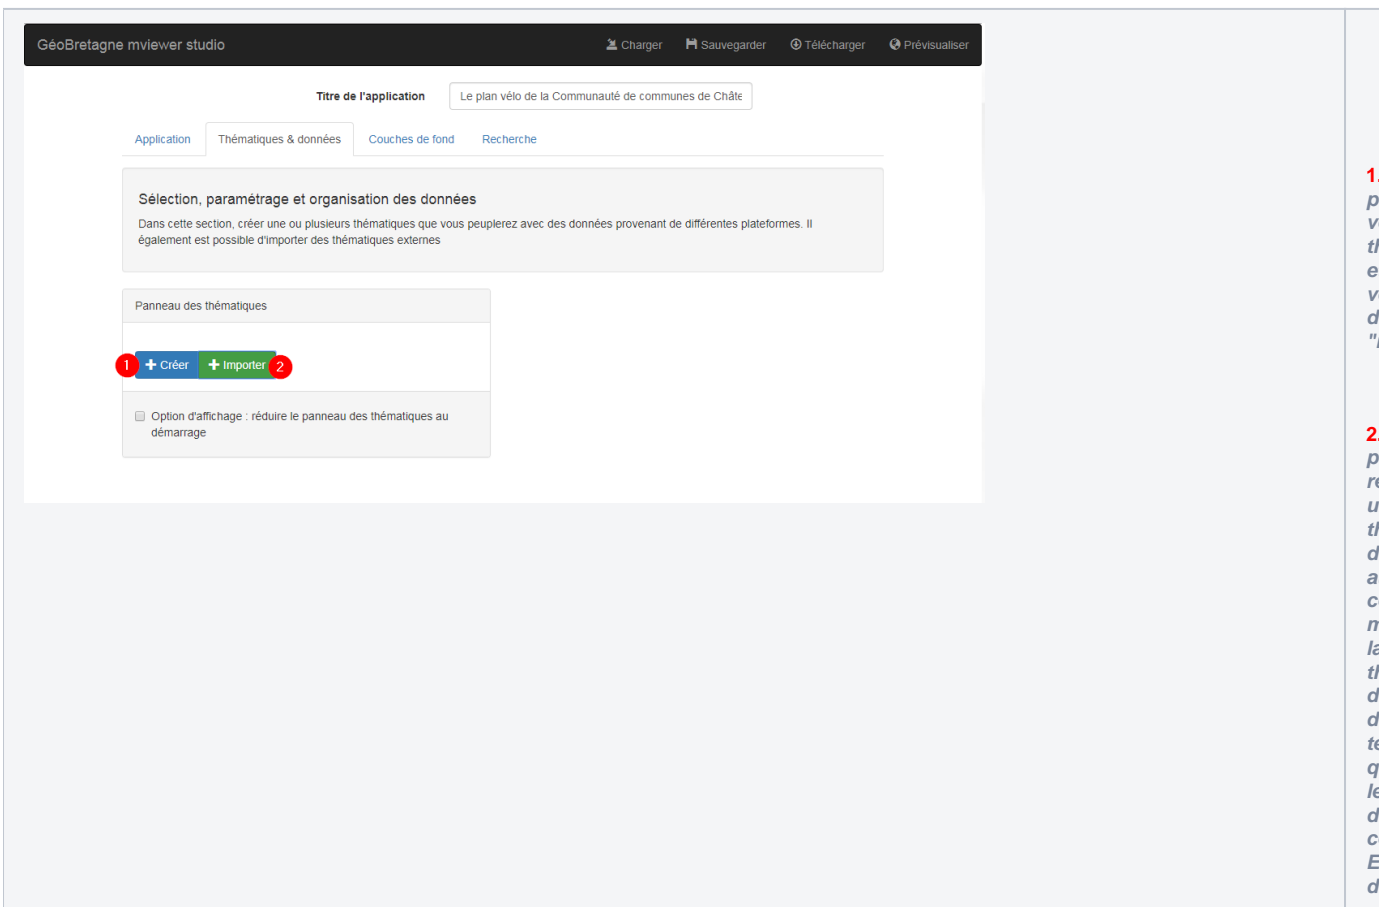 GéoBretagne mviewer studio
Charger
Sauvegarder
Télécharger
Prévisualiser
Titre de l'application
Le plan vélo de la Communauté de communes de Châte
Application
Thématiques & données
Couches de fond
Recherche
Sélection, paramétrage et organisation des données
Dans cette section, créer une ou plusieurs thématiques que vous peuplerez avec des données provenant de différentes plateformes. Il
également est possible d'importer des thématiques externes
Panneau des thématiques
1
Créer
Importer
2
Option d'affichage : réduire le panneau des thématiques au
démarrage
1.
2.